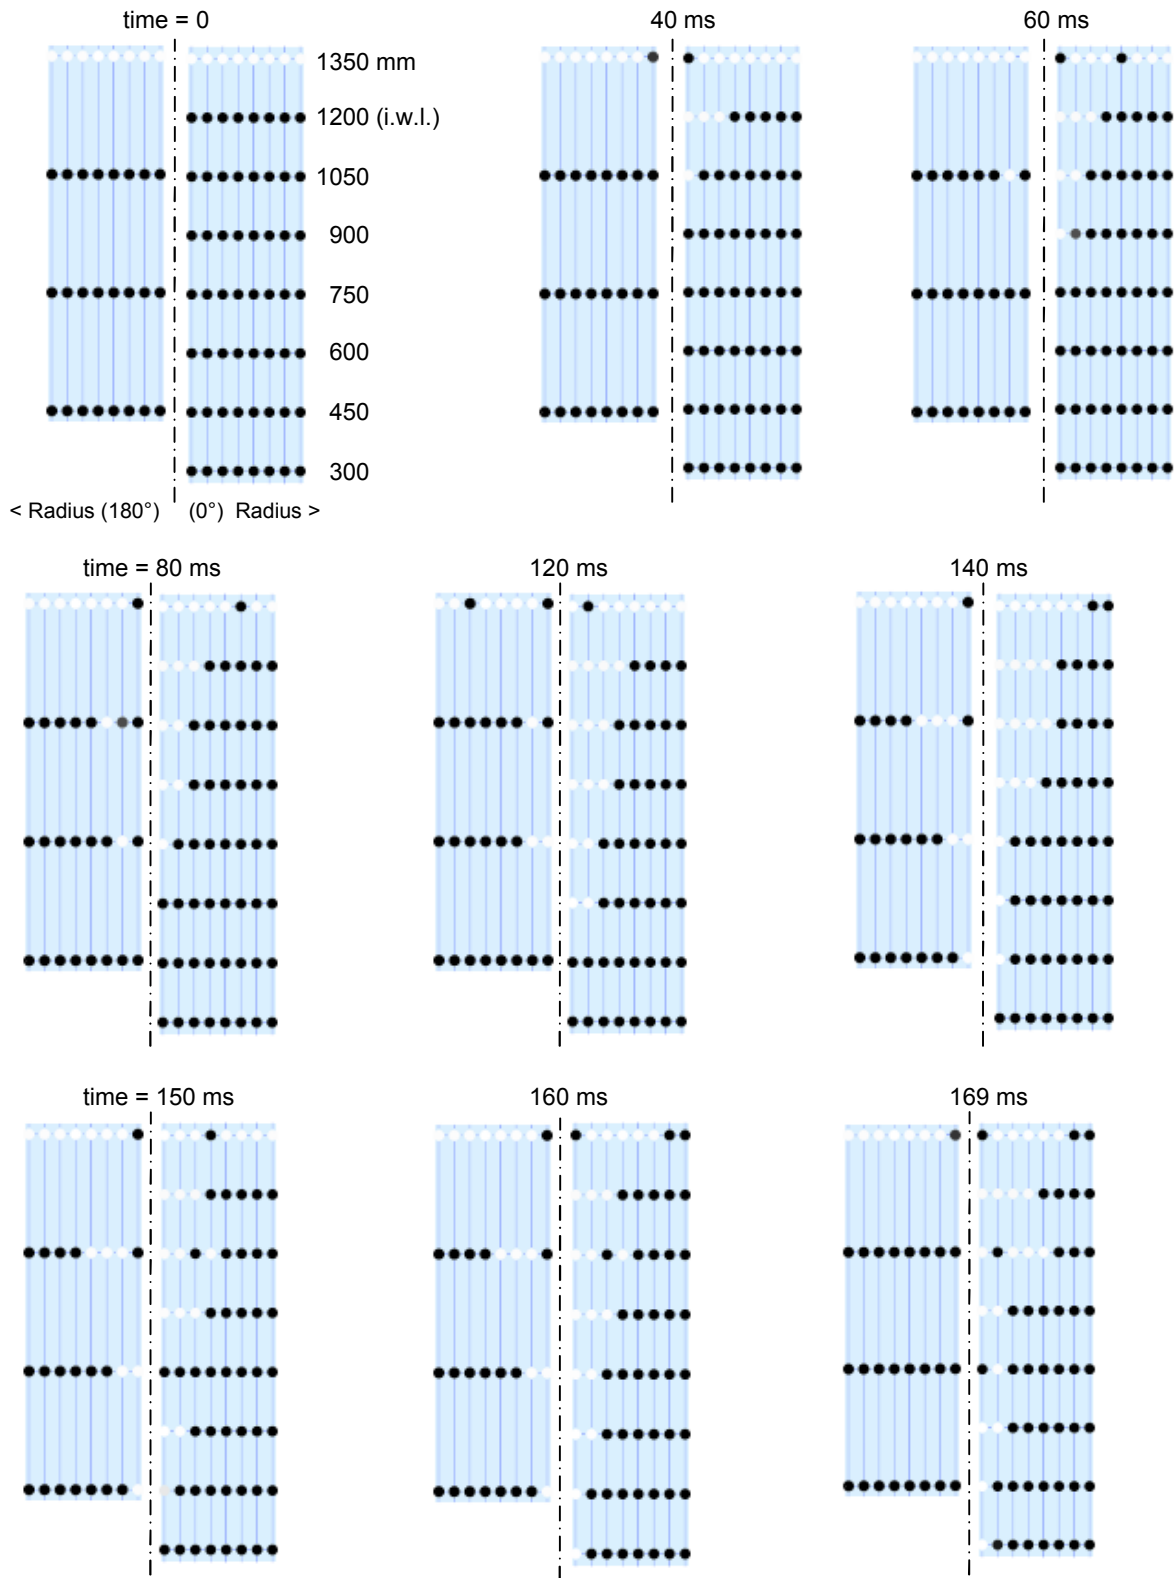 time = 0
40 ms
60 ms
1350 mm
1200 (i.w.l.)
1050
900
750
600
450
300
< Radius (180°)
(0°) Radius >
time = 80 ms
120 ms
140 ms
time = 150 ms
160 ms
169 ms